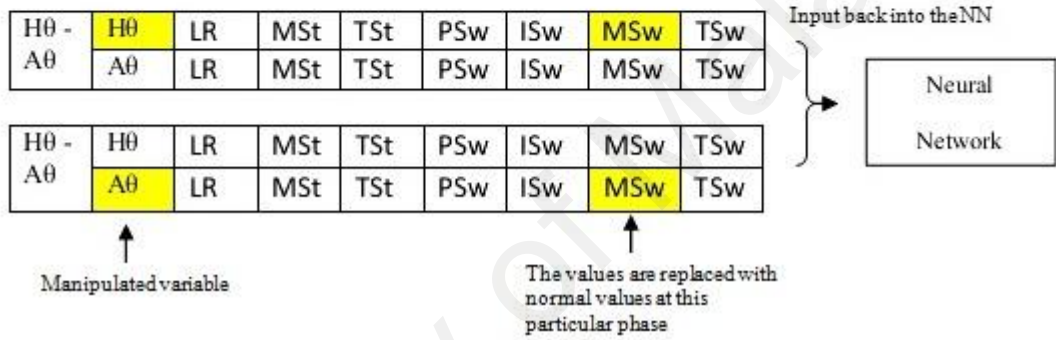 Hθ - Hθ LR MSt TSt PSw ISw MSw TSw
Aθ Aθ LR MSt TSt PSw ISw MSw TSw
Input back into the NN
Neural
Network
Hθ - Hθ LR MSt TSt PSw ISw MSw TSw
Aθ Aθ LR MSt TSt PSw ISw MSw TSw
Manipulated variable
The values are replaced with
normal values at this
particular phase
of Mala